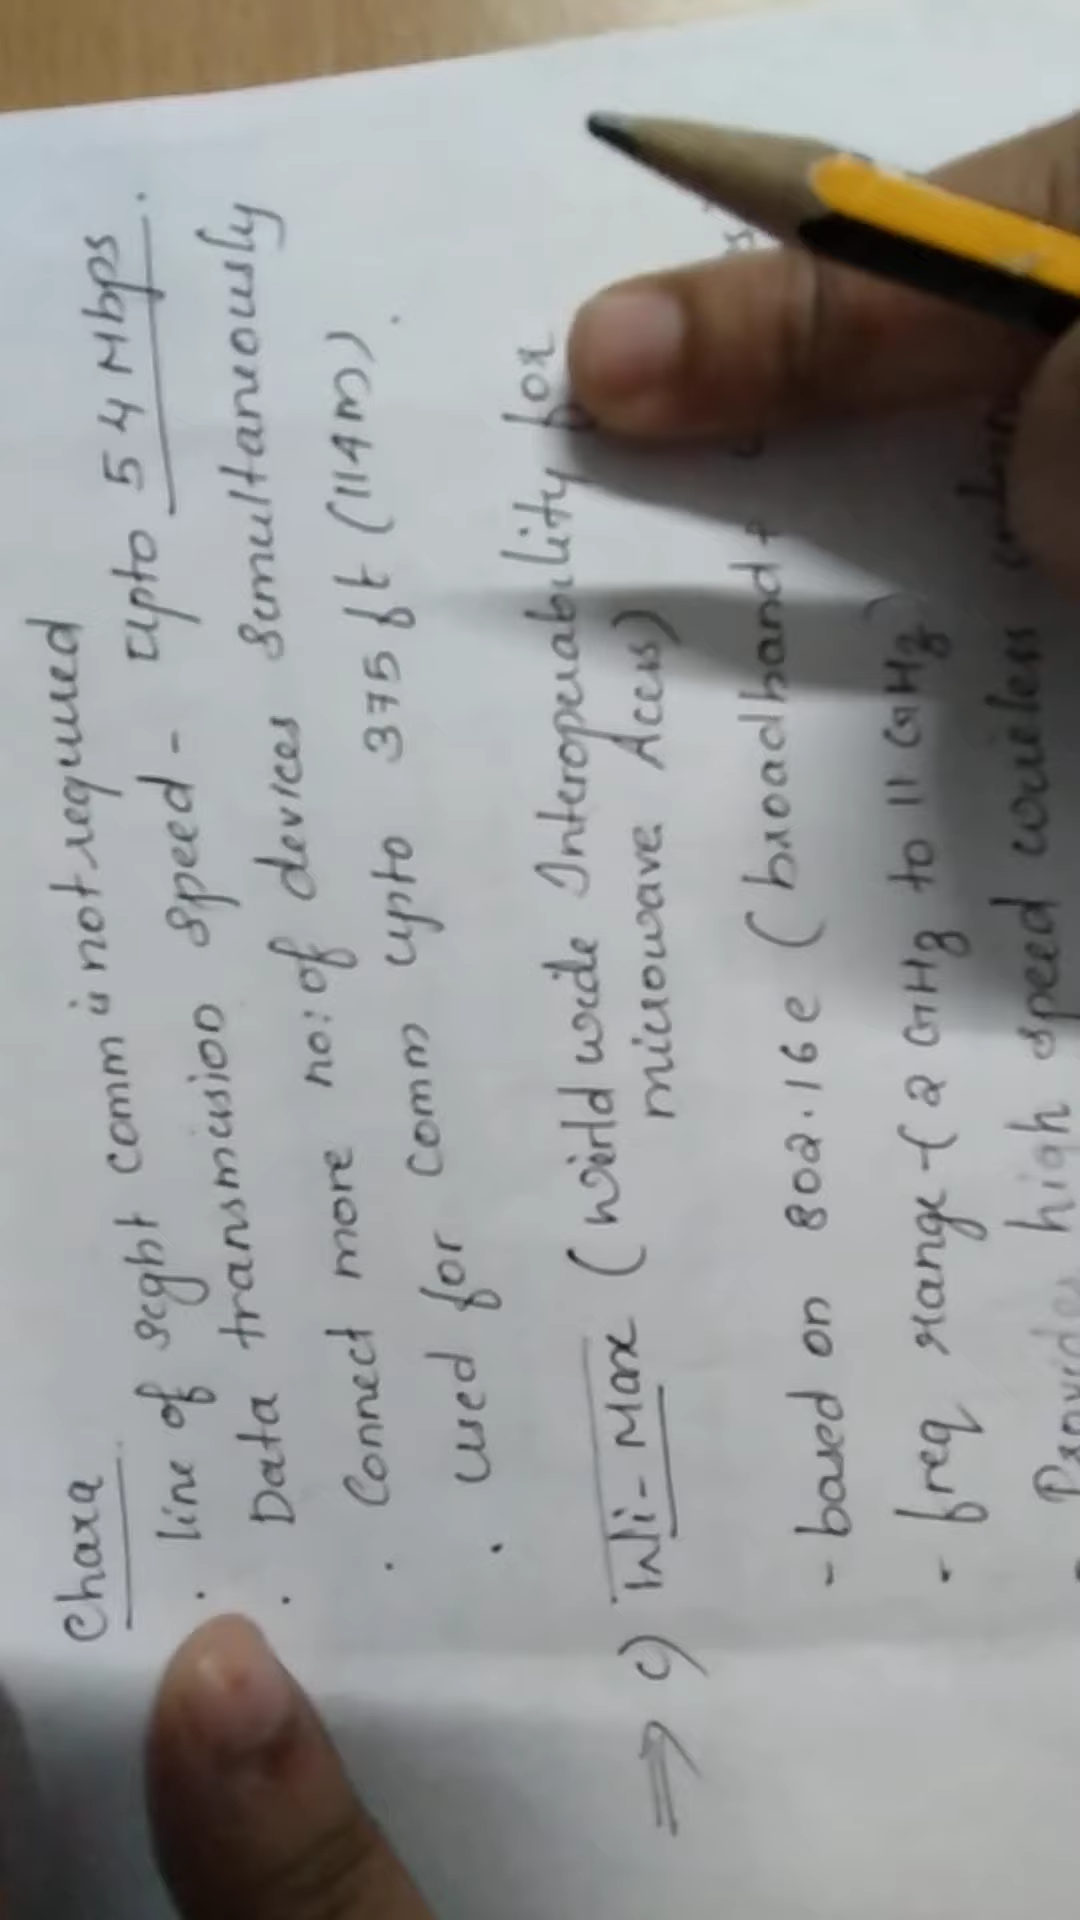 Chara
. line of sight comm is not required
. Data transmission speed - Upto 54 Mbps.
. Connect more no: of devices simultaneously
. used for comm upto 375 ft (114m).
⇒ c) Wi-Max (World wide Interoperability for
microwave Access)
- based on 802.16e (broadband
- freq range - (2 GHz to 11 GHz)
- Provides high speed wireless